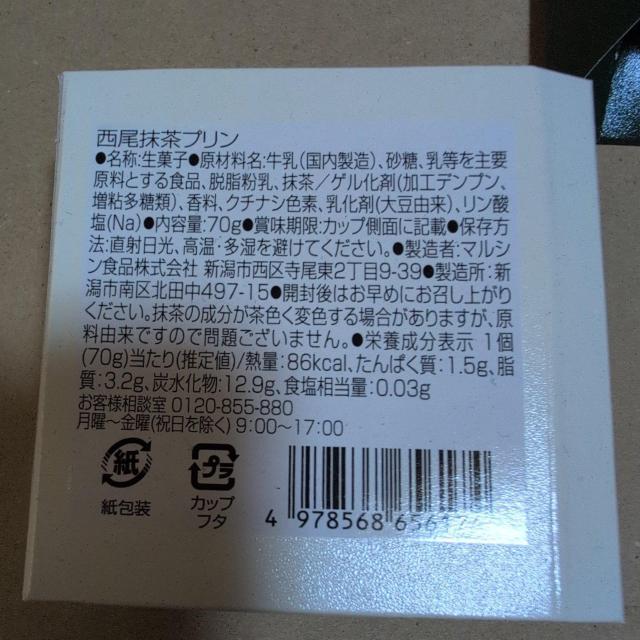 西尾抹茶プリン
●名称:生菓子●原材料名:牛乳(国内製造)、砂糖、乳等を主要
原料とする食品、脱脂粉乳、抹茶／ゲル化剤(加工デンプン、
増粘多糖類)、香料、クチナシ色素、乳化剤(大豆由来)、リン酸
塩(Na)●内容量:70g●賞味期限:カップ側面に記載●保存方
法:直射日光、高温・多湿を避けてください。●製造者:マルシ
ン食品株式会社 新潟市西区寺尾東2丁目9-39●製造所:新
潟市南区北田中497-15●開封後はお早めにお召し上がり
ください。抹茶の成分が茶色く変色する場合がありますが、原
料由来ですので問題ございません。●栄養成分表示 1個
(70g)当たり(推定値)/熱量:86kcal、たんぱく質:1.5g、脂
質:3.2g、炭水化物:12.9g、食塩相当量:0.03g
お客様相談室 0120-855-880
月曜～金曜(祝日を除く) 9:00～17:00
紙 プラ
紙包装 カップ
フタ
4 978568